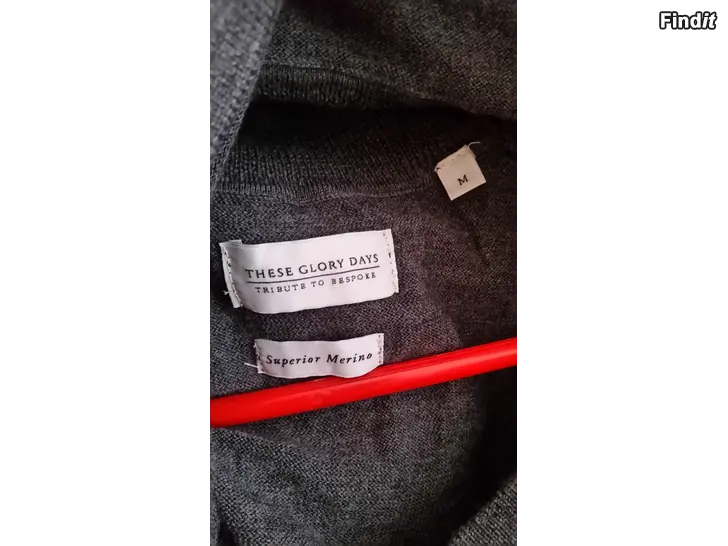 Findit
M
THESE GLORY DAYS
TRIBUTE TO BESPOKE
Superior Merino